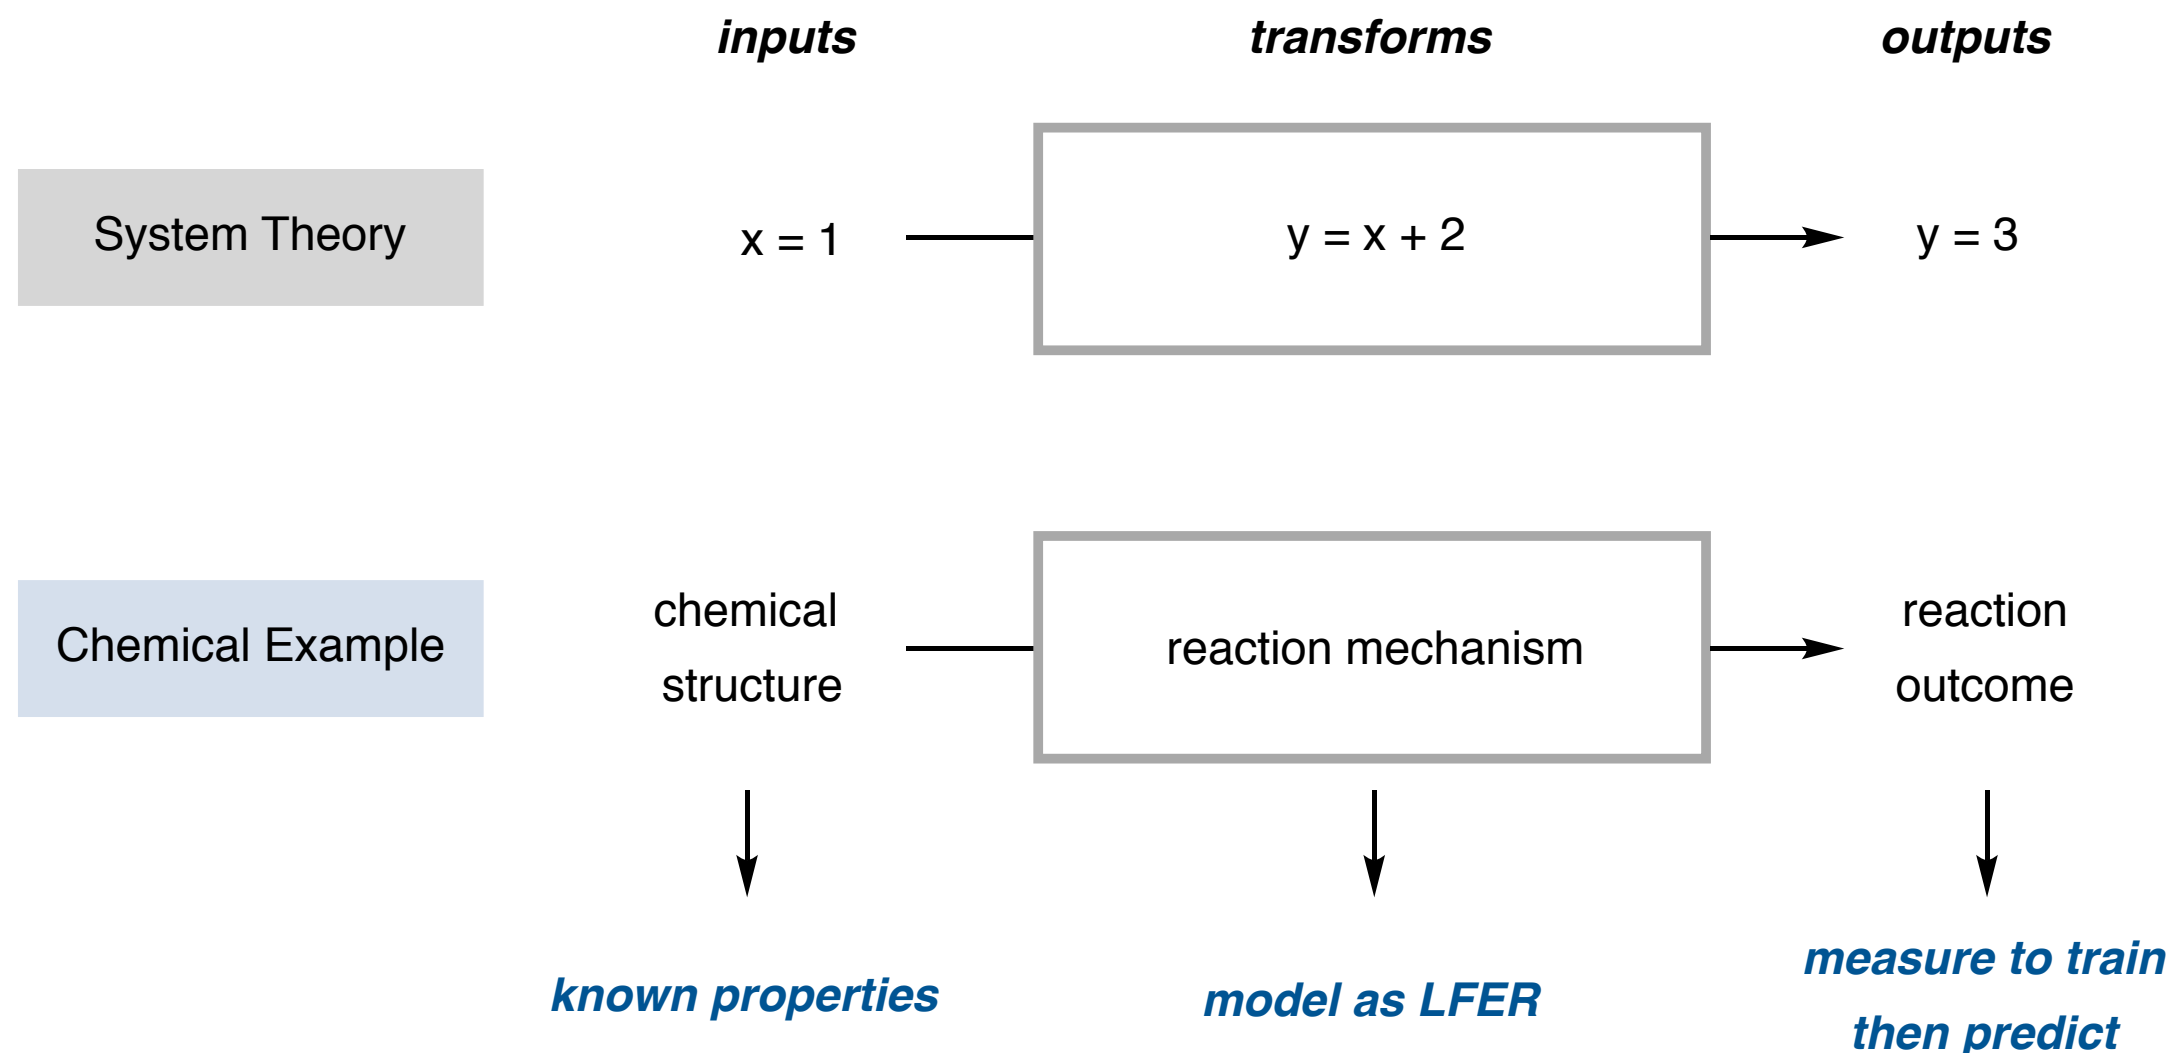 inputs
transforms
outputs
System Theory
x = 1
y = x + 2
y = 3
Chemical Example
chemical
structure
reaction mechanism
reaction
outcome
known properties
model as LFER
measure to train
then predict